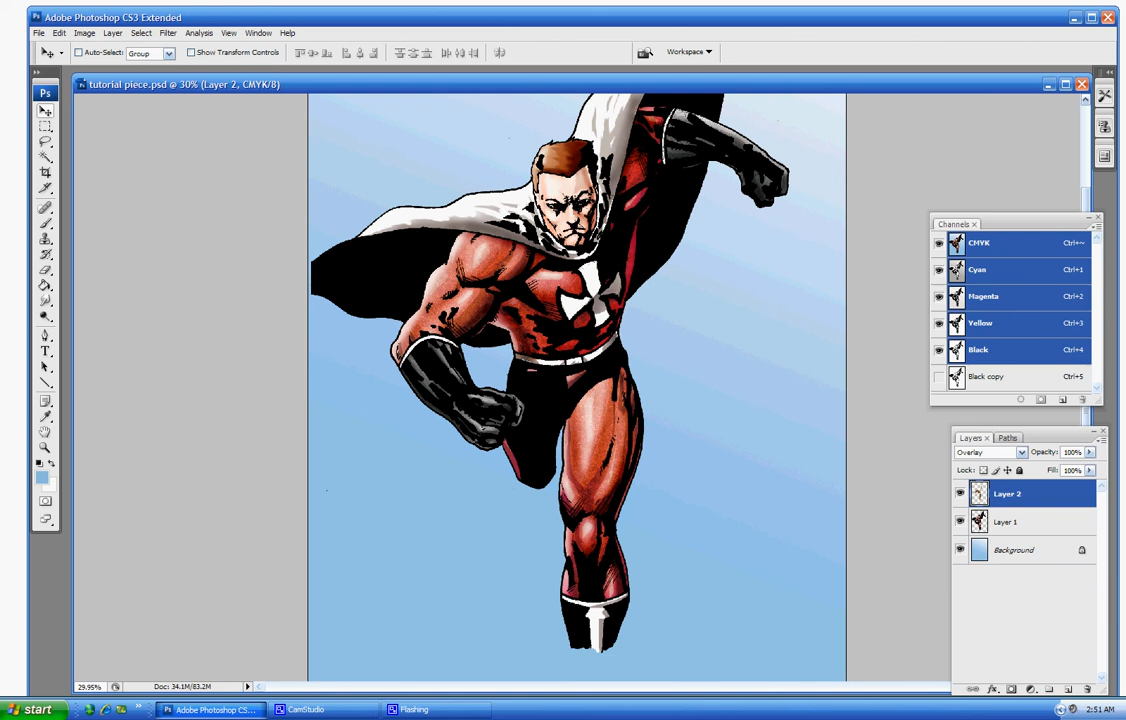 Adobe Photoshop CS3 Extended
File Edit Image Layer Select Filter Analysis View Window Help
Auto-Select: Group Show Transform Controls Workspace
tutorial piece.psd @ 30% (Layer 2, CMYK/8)
Ps
Channels
CMYK Ctrl+~
Cyan Ctrl+1
Magenta Ctrl+2
Yellow Ctrl+3
Black Ctrl+4
Black copy Ctrl+5
Layers Paths
Overlay Opacity: 100%
Lock: Fill: 100%
Layer 2
Layer 1
Background
29.95% Doc: 34.1M/83.2M
start Adobe Photoshop CS... CamStudio Flashing 2:51 AM